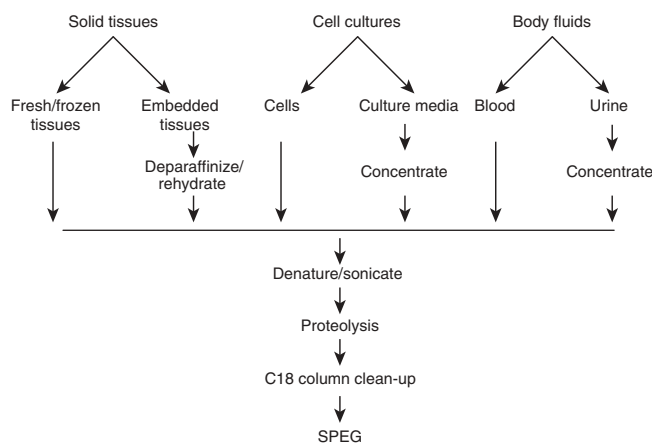 Solid tissues
Cell cultures
Body fluids
Fresh/frozen
tissues
Embedded
tissues
Cells
Culture media
Blood
Urine
Deparaffinize/
rehydrate
Concentrate
Concentrate
Denature/sonicate
Proteolysis
C18 column clean-up
SPEG